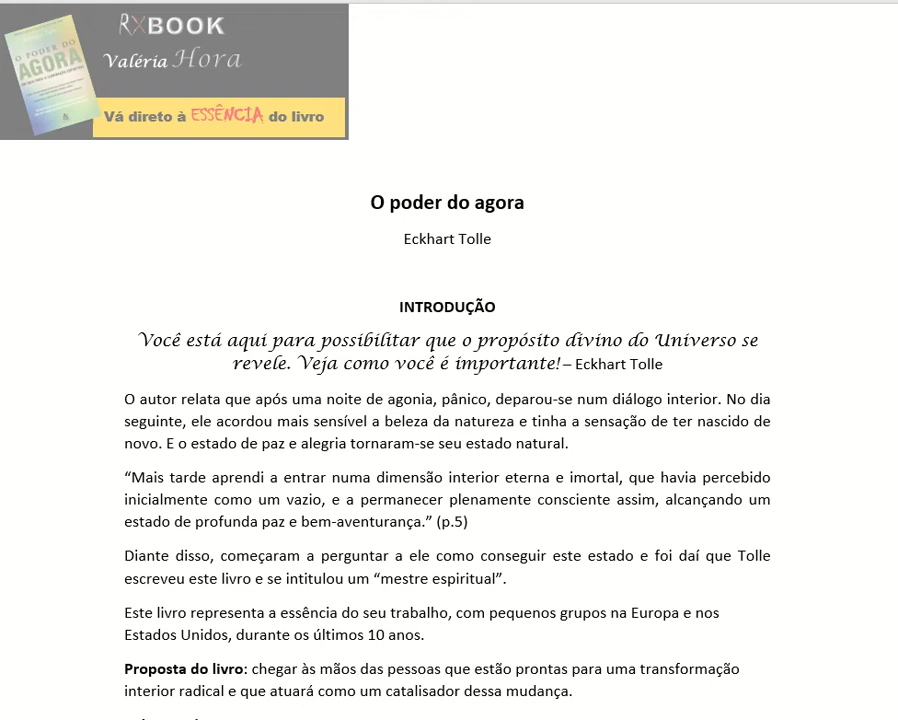 RXBOOK
Valéria Hora
O PODER DO
AGORA
Vá direto à ESSÊNCIA do livro
O poder do agora
Eckhart Tolle
INTRODUÇÃO
Você está aqui para possibilitar que o propósito divino do Universo se
revele. Veja como você é importante! – Eckhart Tolle
O autor relata que após uma noite de agonia, pânico, deparou-se num diálogo interior. No dia
seguinte, ele acordou mais sensível a beleza da natureza e tinha a sensação de ter nascido de
novo. E o estado de paz e alegria tornaram-se seu estado natural.
“Mais tarde aprendi a entrar numa dimensão interior eterna e imortal, que havia percebido
inicialmente como um vazio, e a permanecer plenamente consciente assim, alcançando um
estado de profunda paz e bem-aventurança.” (p.5)
Diante disso, começaram a perguntar a ele como conseguir este estado e foi daí que Tolle
escreveu este livro e se intitulou um “mestre espiritual”.
Este livro representa a essência do seu trabalho, com pequenos grupos na Europa e nos
Estados Unidos, durante os últimos 10 anos.
Proposta do livro: chegar às mãos das pessoas que estão prontas para uma transformação
interior radical e que atuará como um catalisador dessa mudança.